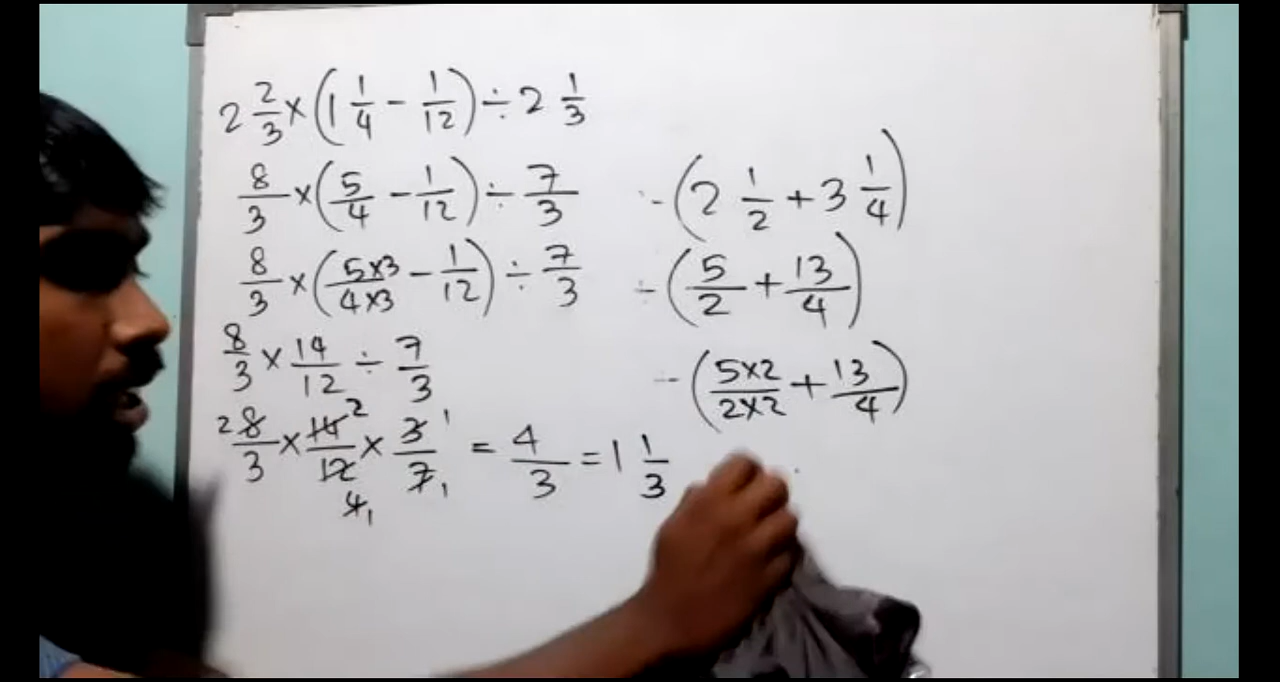 2 2/3 × (1 1/4 − 1/12) ÷ 2 1/3
8/3 × (5/4 − 1/12) ÷ 7/3
8/3 × (5×3/4×3 − 1/12) ÷ 7/3
8/3 × 14/12 ÷ 7/3
2 8/3 × 14 2/12 4 1 × 3 1/7 1 = 4/3 = 1 1/3
(2 1/2 + 3 1/4)
÷ (5/2 + 13/4)
(5×2/2×2 + 13/4)